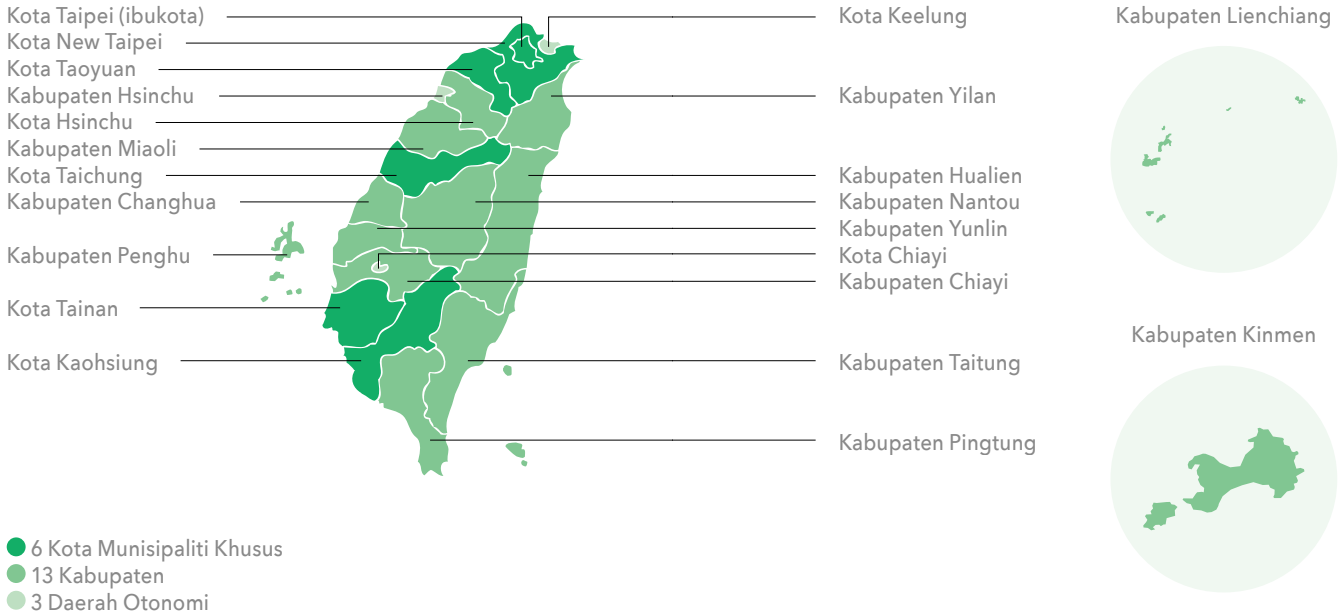 Kota Taipei (ibukota)
Kota New Taipei
Kota Taoyuan
Kabupaten Hsinchu
Kota Hsinchu
Kabupaten Miaoli
Kota Taichung
Kabupaten Changhua
Kabupaten Penghu
Kota Tainan
Kota Kaohsiung
Kota Keelung
Kabupaten Yilan
Kabupaten Hualien
Kabupaten Nantou
Kabupaten Yunlin
Kota Chiayi
Kabupaten Chiayi
Kabupaten Taitung
Kabupaten Pingtung
Kabupaten Lienchiang
Kabupaten Kinmen
6 Kota Munisipaliti Khusus
13 Kabupaten
3 Daerah Otonomi